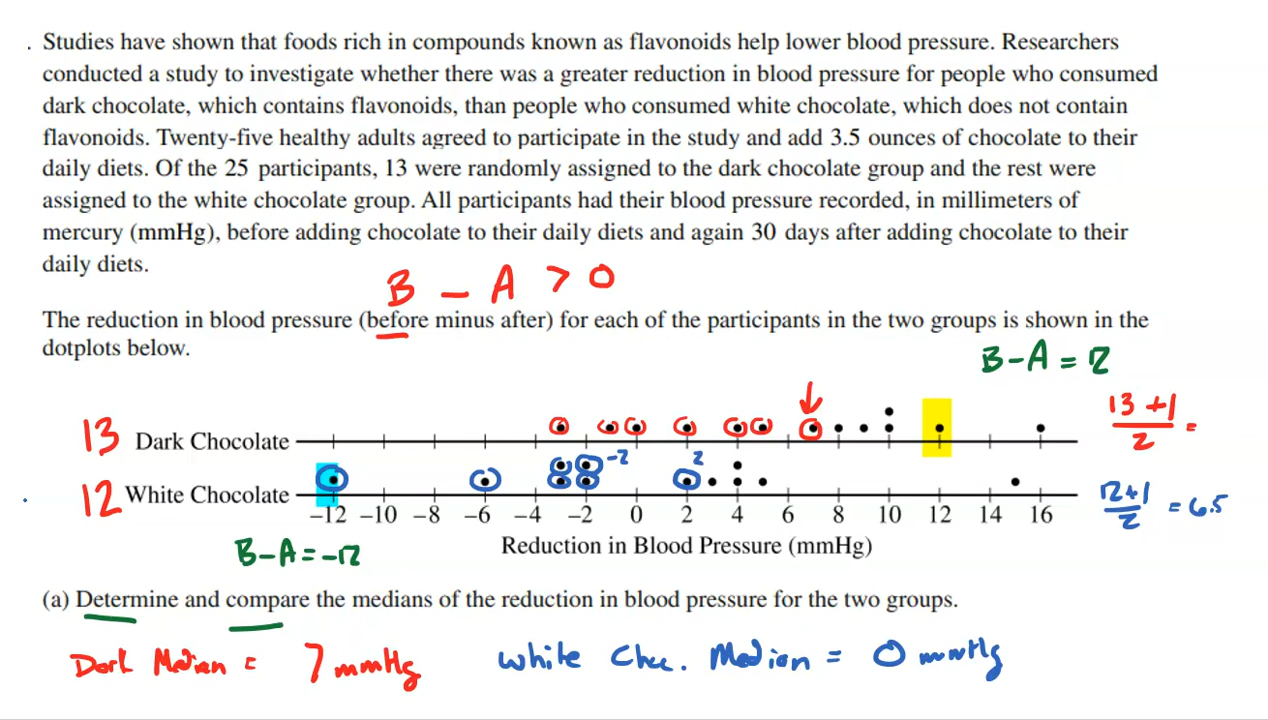 . Studies have shown that foods rich in compounds known as flavonoids help lower blood pressure. Researchers
conducted a study to investigate whether there was a greater reduction in blood pressure for people who consumed
dark chocolate, which contains flavonoids, than people who consumed white chocolate, which does not contain
flavonoids. Twenty-five healthy adults agreed to participate in the study and add 3.5 ounces of chocolate to their
daily diets. Of the 25 participants, 13 were randomly assigned to the dark chocolate group and the rest were
assigned to the white chocolate group. All participants had their blood pressure recorded, in millimeters of
mercury (mmHg), before adding chocolate to their daily diets and again 30 days after adding chocolate to their
daily diets.
B - A > 0
The reduction in blood pressure (before minus after) for each of the participants in the two groups is shown in the
dotplots below.
B-A = 12
13 Dark Chocolate
13+1
2
=
-2 2
12 White Chocolate
12+1
2
= 6.5
−12 −10 −8 −6 −4 −2 0 2 4 6 8 10 12 14 16
B-A = -12
Reduction in Blood Pressure (mmHg)
(a) Determine and compare the medians of the reduction in blood pressure for the two groups.
Dark Median = 7 mmHg White Choc. Median = 0 mmHg